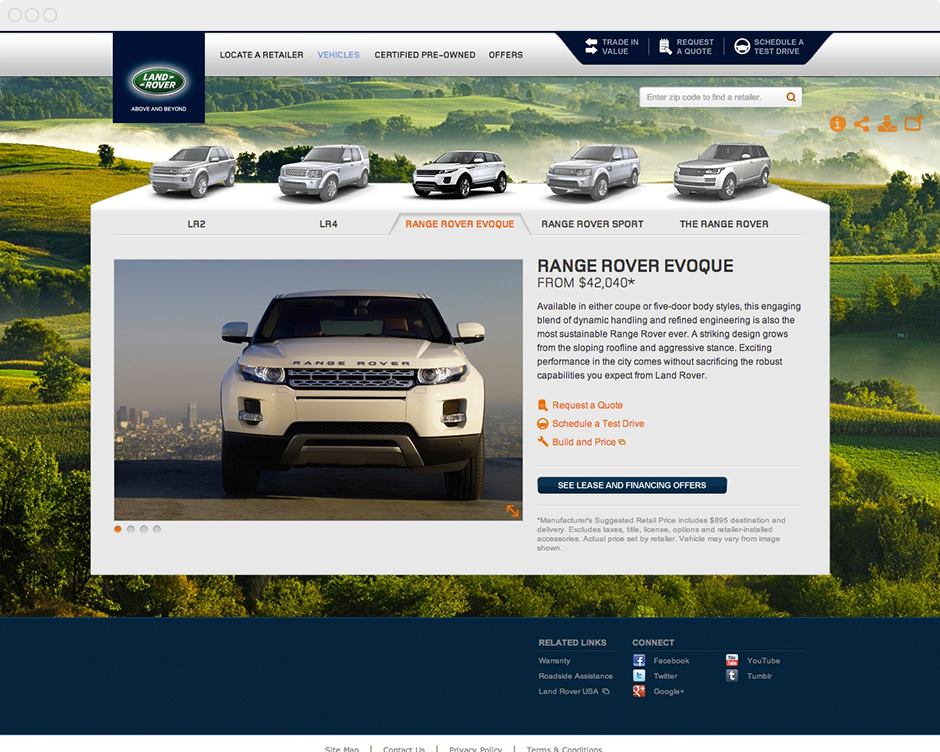 LOCATE A RETAILER VEHICLES CERTIFIED PRE-OWNED OFFERS
TRADE IN VALUE
REQUEST A QUOTE
SCHEDULE A TEST DRIVE
LAND-
-ROVER
ABOVE AND BEYOND
Enter zip code to find a retailer.
LR2 LR4 RANGE ROVER EVOQUE RANGE ROVER SPORT THE RANGE ROVER
RANGE ROVER
RANGE ROVER EVOQUE
FROM $42,040*
Available in either coupe or five-door body styles, this engaging
blend of dynamic handling and refined engineering is also the
most sustainable Range Rover ever. A striking design grows
from the sloping roofline and aggressive stance. Exciting
performance in the city comes without sacrificing the robust
capabilities you expect from Land Rover.
Request a Quote
Schedule a Test Drive
Build and Price
SEE LEASE AND FINANCING OFFERS
*Manufacturer's Suggested Retail Price includes $895 destination and
delivery. Excludes taxes, title, license, options and retailer-installed
accessories. Actual price set by retailer. Vehicle may vary from image
shown.
RELATED LINKS
Warranty
Roadside Assistance
Land Rover USA
CONNECT
Facebook
Twitter
Google+
YouTube
Tumblr
Site Map | Contact Us | Privacy Policy | Terms & Conditions